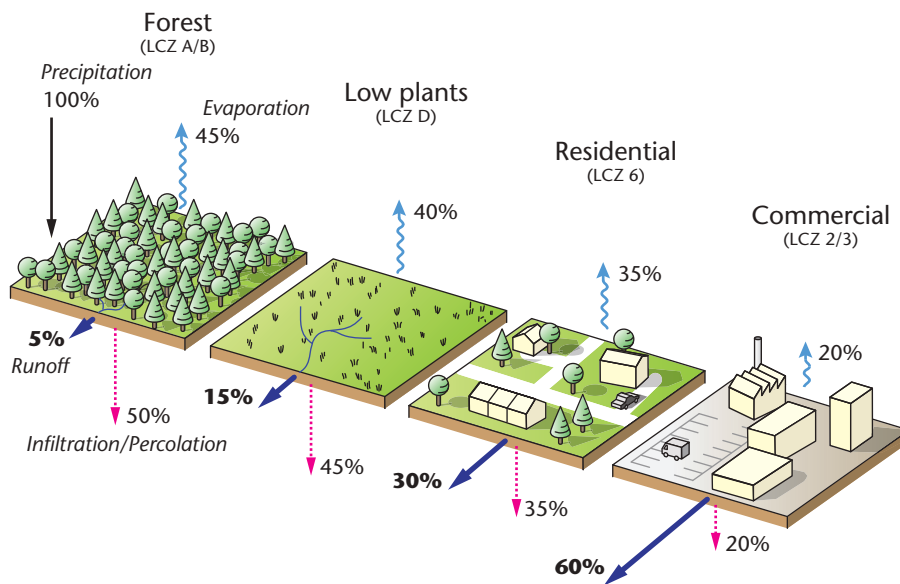 Forest
(LCZ A/B)
Precipitation
100%
Evaporation
45%
5%
Runoff
50%
Infiltration/Percolation
Low plants
(LCZ D)
40%
15%
45%
Residential
(LCZ 6)
35%
30%
35%
Commercial
(LCZ 2/3)
20%
60%
20%